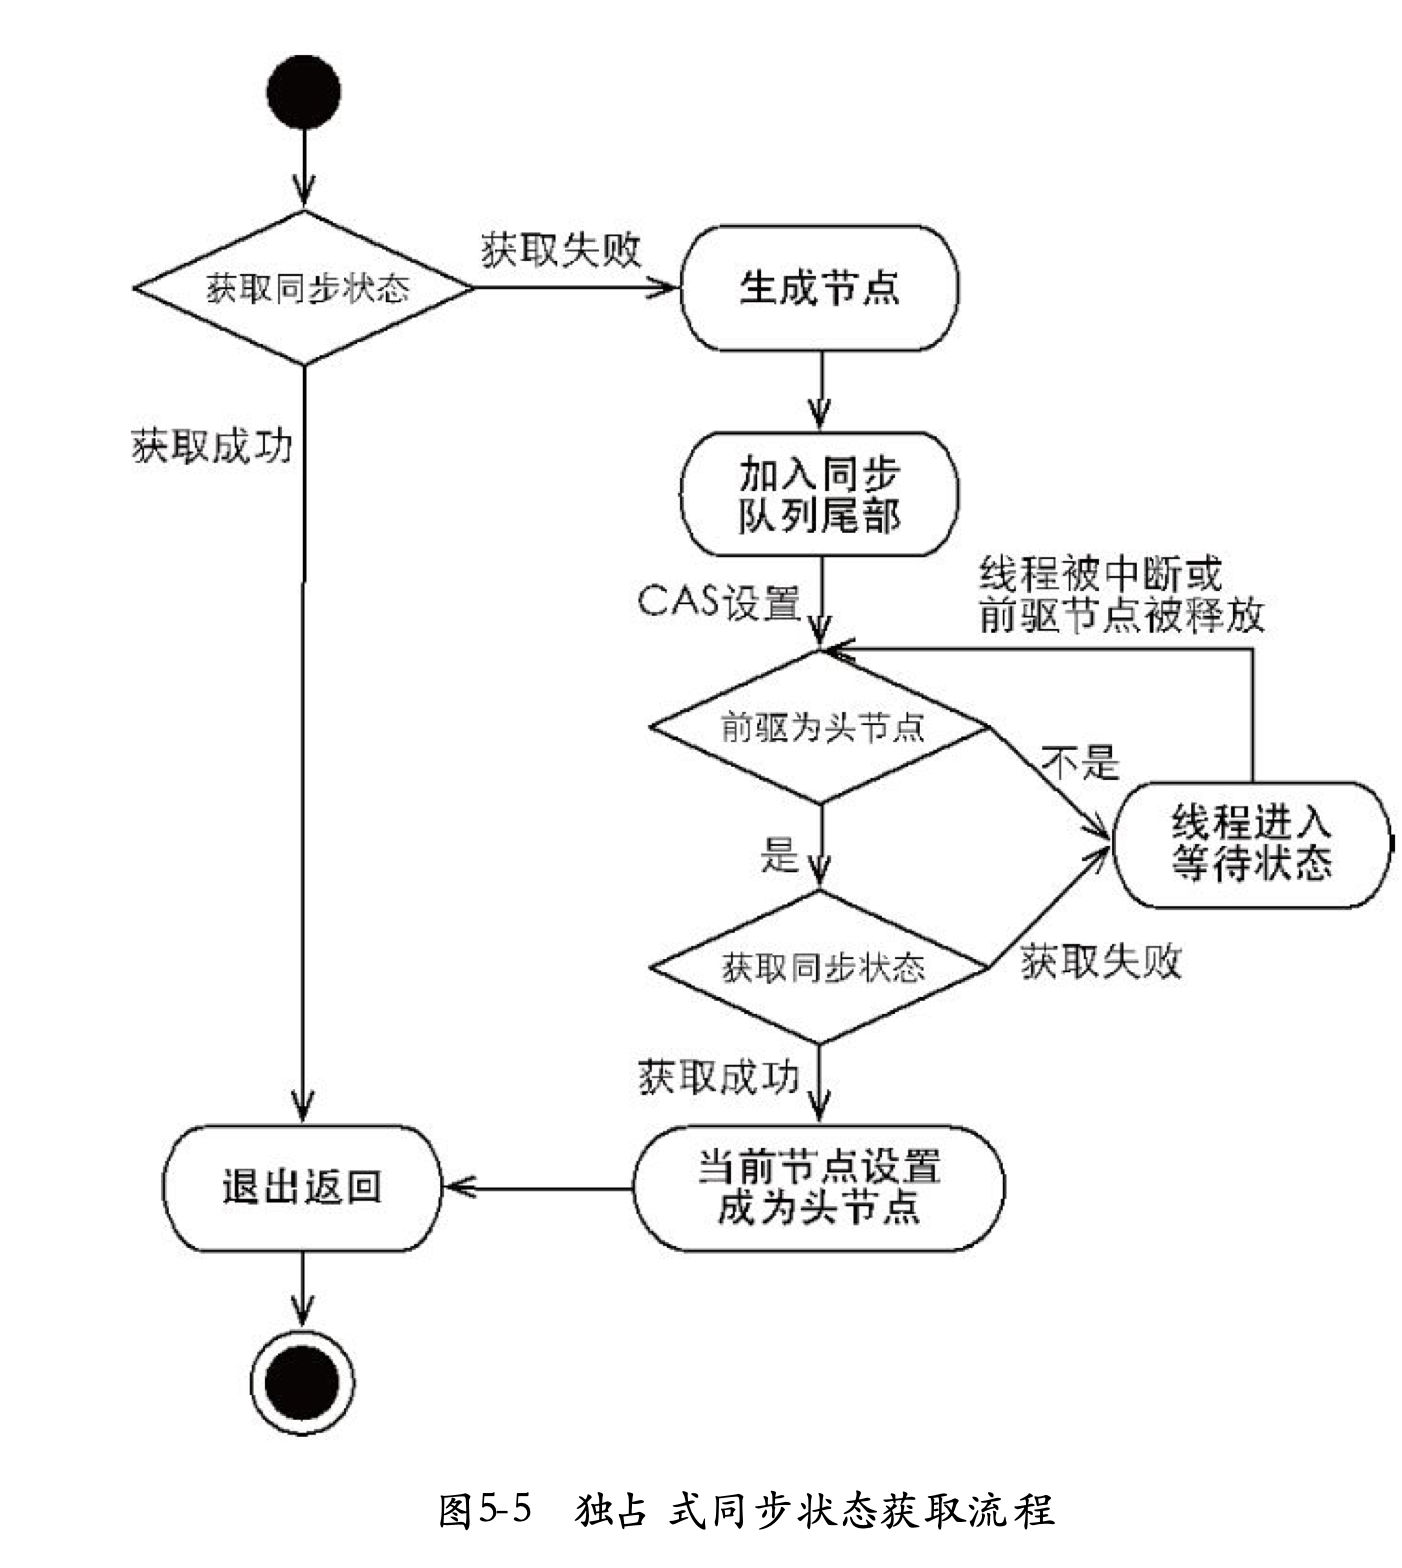 获取同步状态
获取失败
生成节点
获取成功
加入同步
队列尾部
CAS设置
线程被中断或
前驱节点被释放
前驱为头节点
不是
线程进入
等待状态
是
获取同步状态
获取失败
获取成功
当前节点设置
成为头节点
退出返回
图5-5 独占式同步状态获取流程